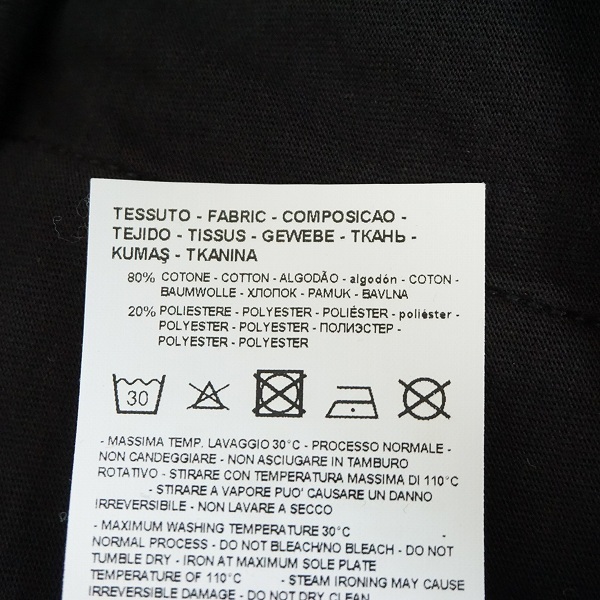 TESSUTO - FABRIC - COMPOSICAO -
TEJIDO - TISSUS - GEWEBE - ТКАНЬ -
KUMAŞ - TKANINA
80% COTONE - COTTON - ALGODÃO - algodón - COTON -
BAUMWOLLE - ХЛОПОК - PAMUK - BAVLNA
20% POLIESTERE - POLYESTER - POLIÉSTER - poliéster -
POLYESTER - POLYESTER - ПОЛИЭСТЕР -
POLYESTER - POLYESTER
30
- MASSIMA TEMP. LAVAGGIO 30°C - PROCESSO NORMALE -
NON CANDEGGIARE - NON ASCIUGARE IN TAMBURO
ROTATIVO - STIRARE CON TEMPERATURA MASSIMA DI 110°C
- STIRARE A VAPORE PUO' CAUSARE UN DANNO
IRREVERSIBILE - NON LAVARE A SECCO
- MAXIMUM WASHING TEMPERATURE 30°C
NORMAL PROCESS - DO NOT BLEACH/NO BLEACH - DO NOT
TUMBLE DRY - IRON AT MAXIMUM SOLE PLATE
TEMPERATURE OF 110°C - STEAM IRONING MAY CAUSE
IRREVERSIBLE DAMAGE - DO NOT DRY CLEAN